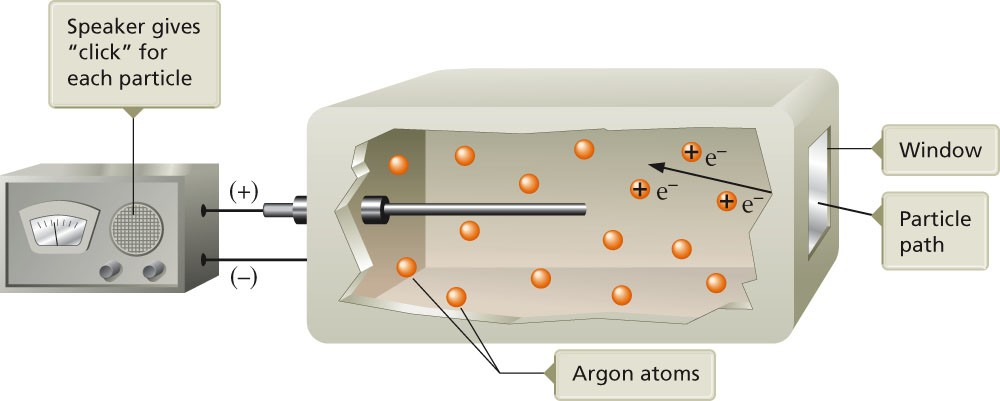 Speaker gives
“click” for
each particle
(+)
(–)
+
e–
+
e–
+
e–
Window
Particle
path
Argon atoms